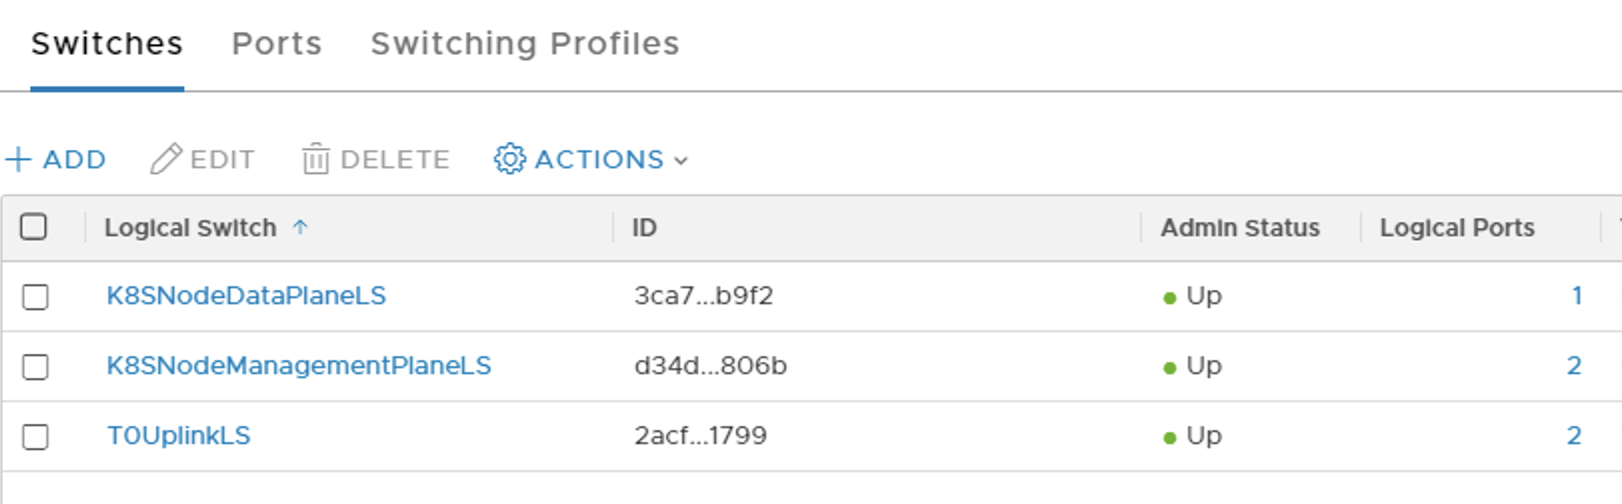 Switches Ports Switching Profiles
ADD EDIT DELETE ACTIONS
Logical Switch ID Admin Status Logical Ports
K8SNodeDataPlaneLS 3ca7...b9f2 Up 1
K8SNodeManagementPlaneLS d34d...806b Up 2
T0UplinkLS 2acf...1799 Up 2